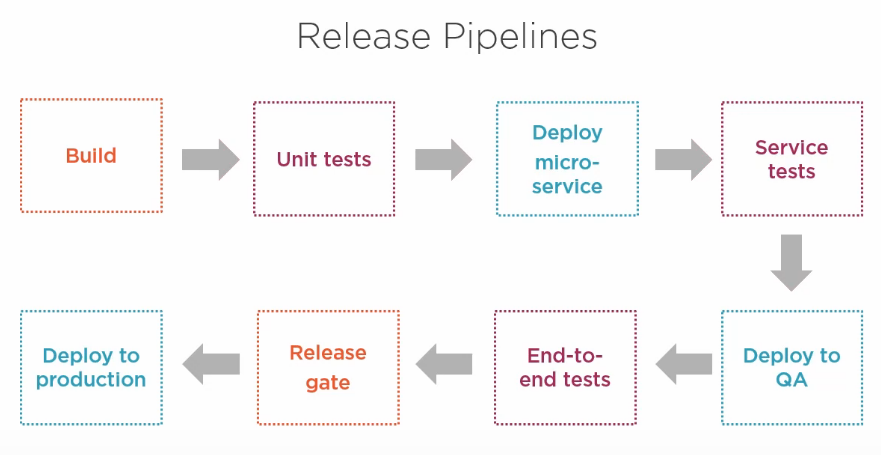 Release Pipelines
Build
Unit tests
Deploy
micro-
service
Service
tests
Deploy to
production
Release
gate
End-to-
end tests
Deploy to
QA